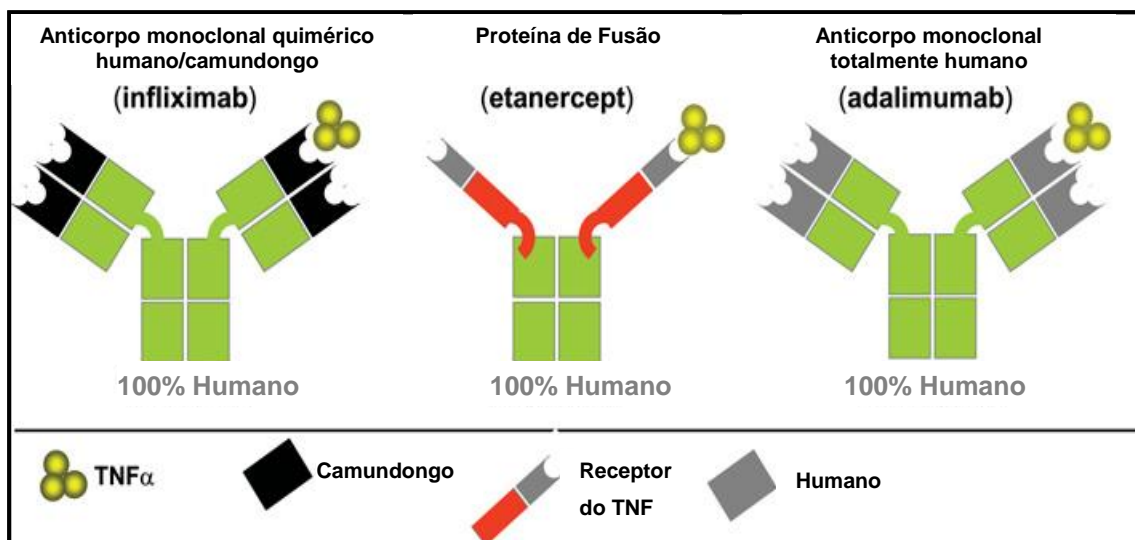 Anticorpo monoclonal quimérico
humano/camundongo
(infliximab)
Proteína de Fusão
(etanercept)
Anticorpo monoclonal
totalmente humano
(adalimumab)
100% Humano
100% Humano
100% Humano
TNFα
Camundongo
Receptor
do TNF
Humano